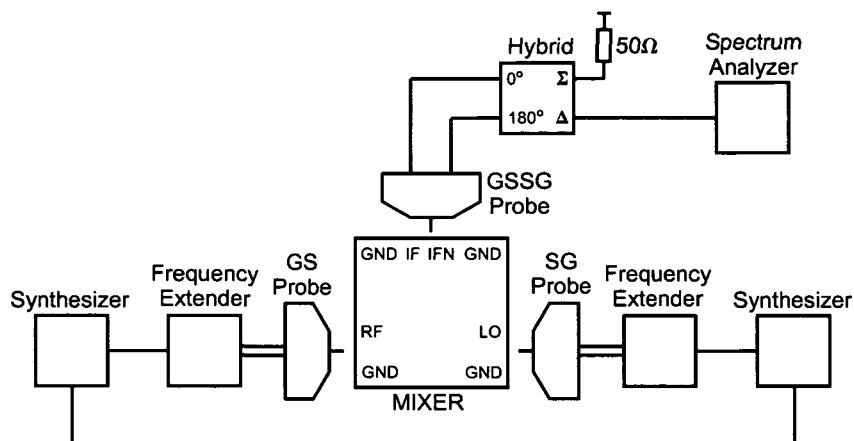 Hybrid
50Ω
Spectrum
Analyzer
0° Σ
180° Δ
GSSG
Probe
GND IF IFN GND
GS
Probe
SG
Probe
Frequency
Extender
Frequency
Extender
Synthesizer
Synthesizer
RF
LO
GND
GND
MIXER